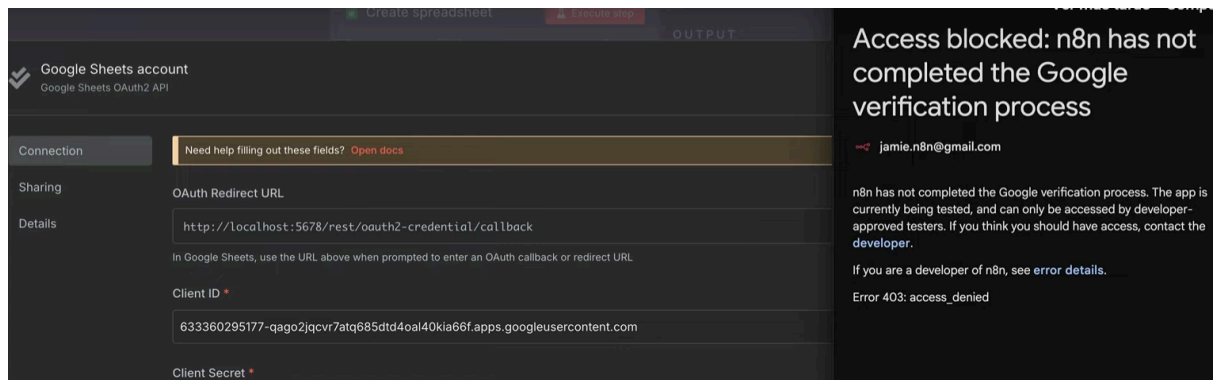 Create spreadsheet
Execute step
OUTPUT
Google Sheets account
Google Sheets OAuth2 API
Connection
Sharing
Details
Need help filling out these fields? Open docs
OAuth Redirect URL
http://localhost:5678/rest/oauth2-credential/callback
In Google Sheets, use the URL above when prompted to enter an OAuth callback or redirect URL
Client ID *
633360295177-qago2jqcvr7atq685dtd4oal40kia66f.apps.googleusercontent.com
Client Secret *
Access blocked: n8n has not
completed the Google
verification process
jamie.n8n@gmail.com
n8n has not completed the Google verification process. The app is
currently being tested, and can only be accessed by developer-
approved testers. If you think you should have access, contact the
developer.
If you are a developer of n8n, see error details.
Error 403: access_denied